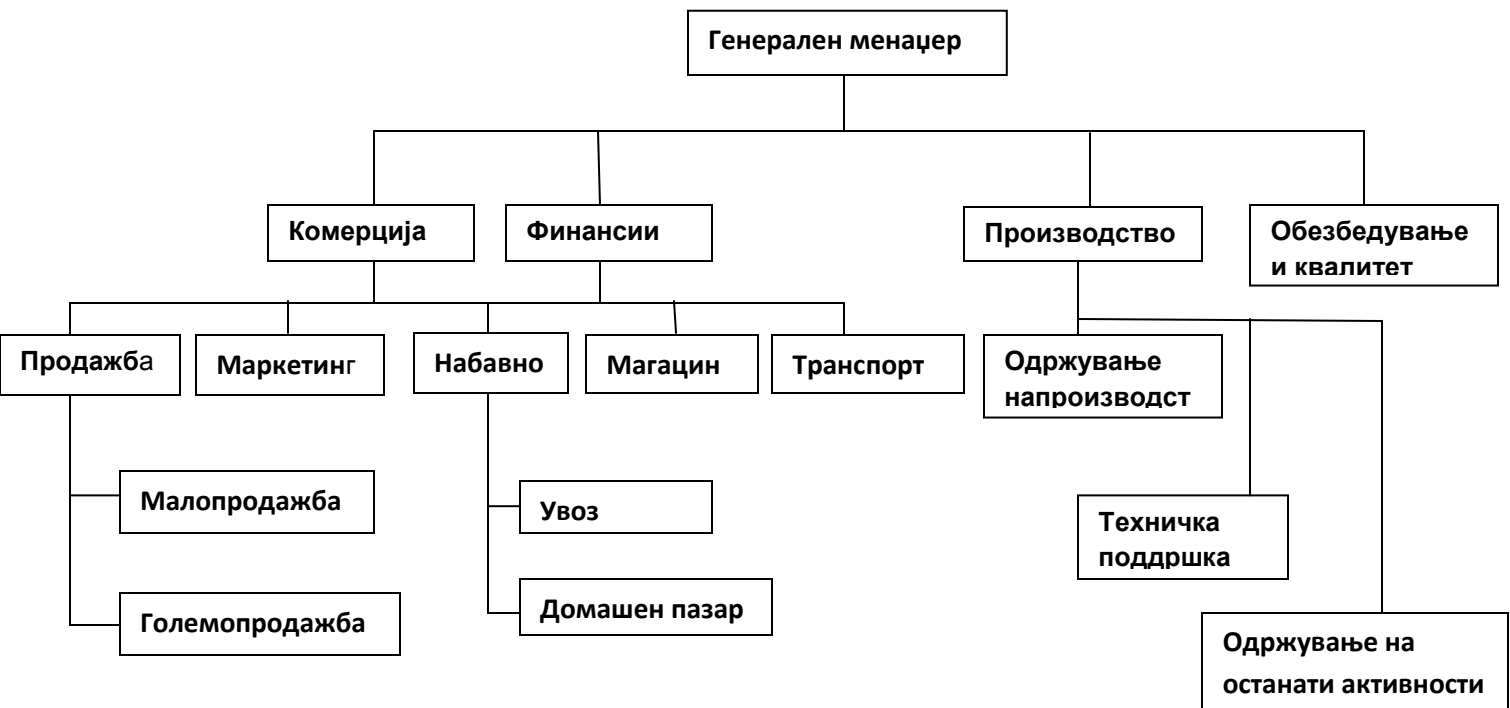 Генерален менаџер
Комерција
Финансии
Производство
Обезбедување
и квалитет
Продажба
Маркетинг
Набавно
Магацин
Транспорт
Одржување
напроизводст
Малопродажба
Големопродажба
Увоз
Домашен пазар
Техничка
поддршка
Одржување на
останати активности